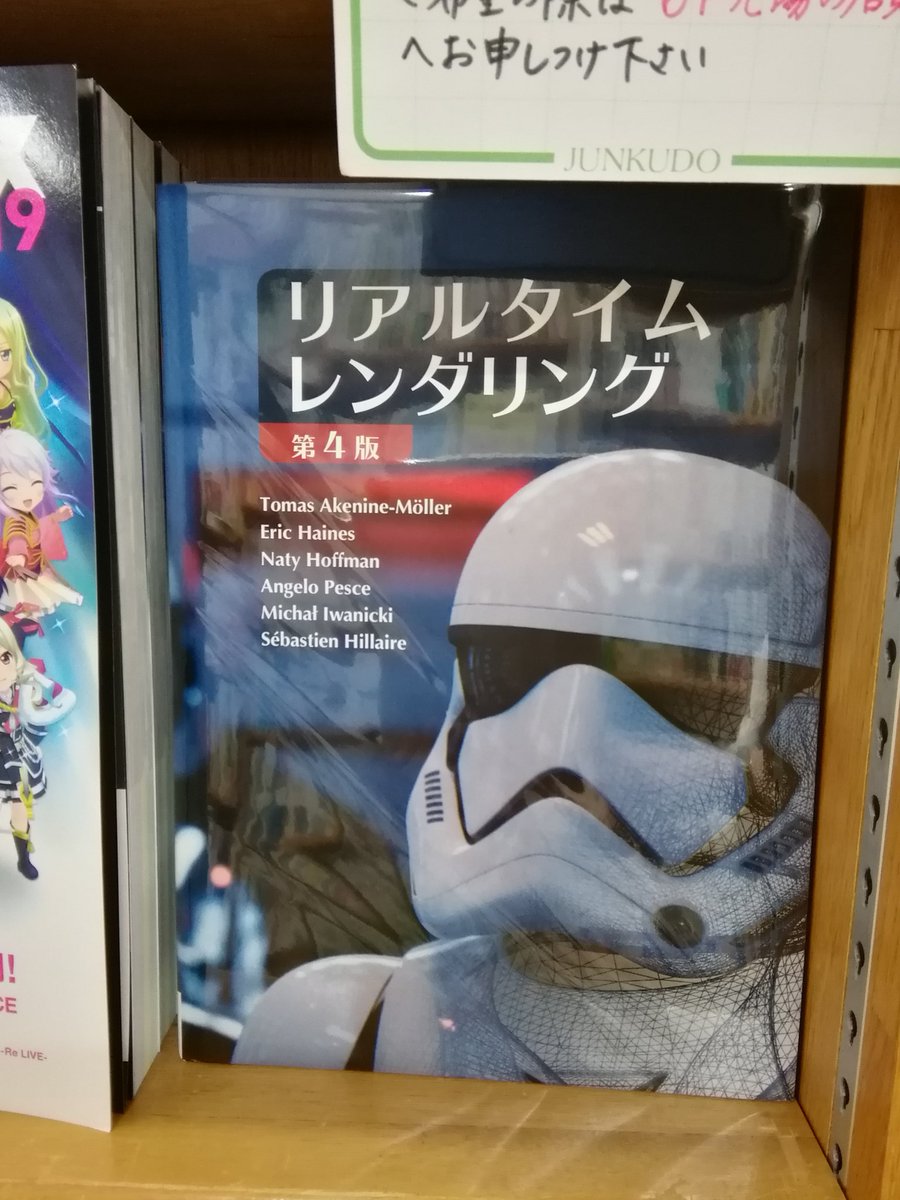 へお申しつけ下さい
JUNKUDO
リアルタイム
レンダリング
第4版
Tomas Akenine-Möller
Eric Haines
Naty Hoffman
Angelo Pesce
Michał Iwanicki
Sébastien Hillaire
-Re LIVE-